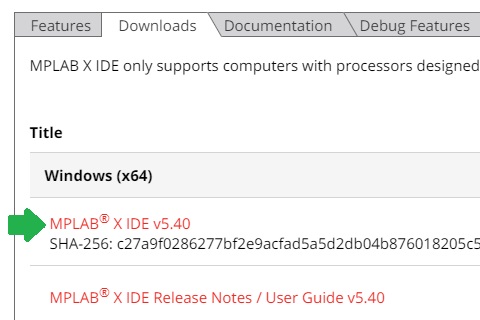 Features Downloads Documentation Debug Features
MPLAB X IDE only supports computers with processors designed
Title
Windows (x64)
MPLAB® X IDE v5.40
SHA-256: c27a9f0286277bf2e9acfad5a5d2db04b876018205c5
MPLAB® X IDE Release Notes / User Guide v5.40